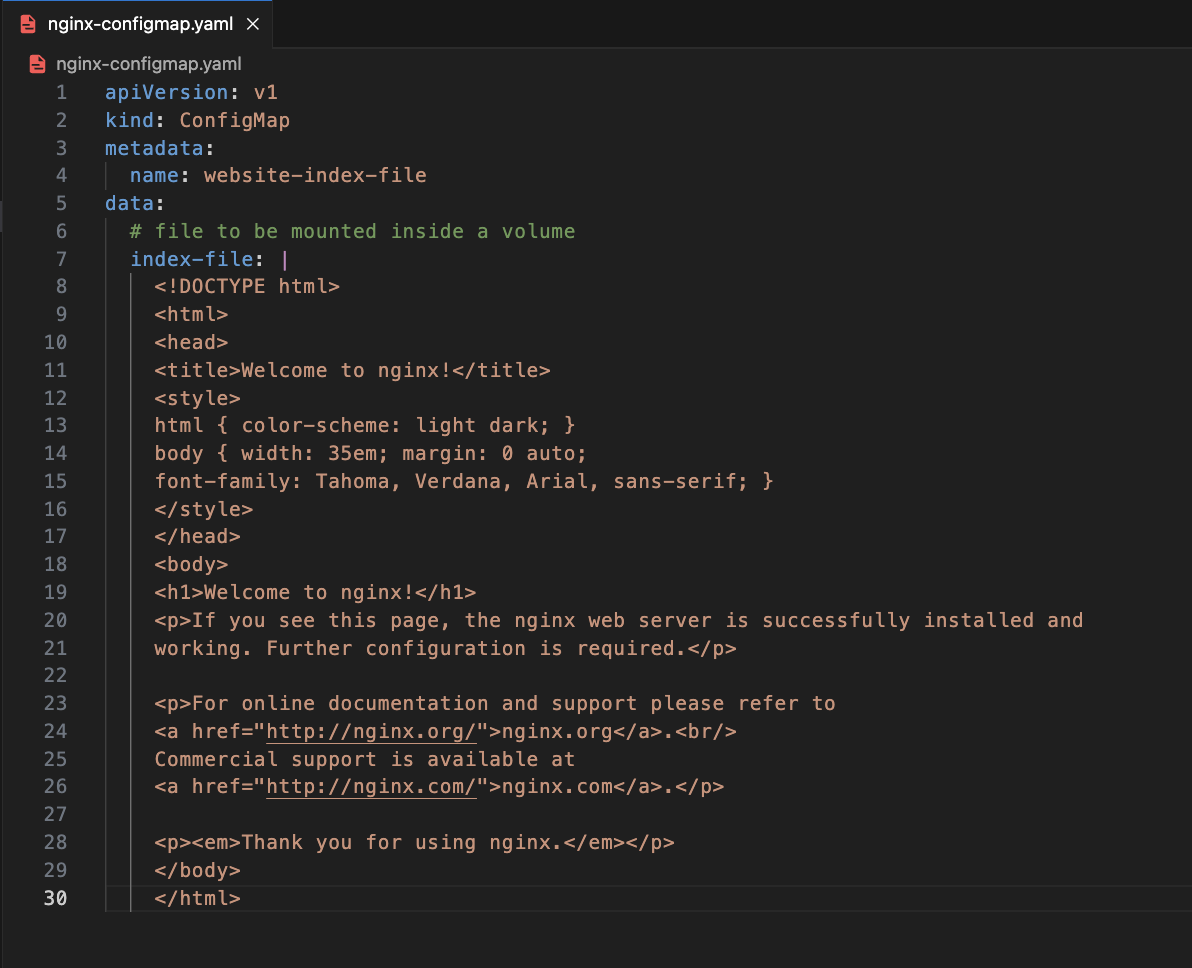 nginx-configmap.yaml
nginx-configmap.yaml
1 apiVersion: v1
2 kind: ConfigMap
3 metadata:
4   name: website-index-file
5 data:
6   # file to be mounted inside a volume
7   index-file: |
8     <!DOCTYPE html>
9     <html>
10     <head>
11     <title>Welcome to nginx!</title>
12     <style>
13     html { color-scheme: light dark; }
14     body { width: 35em; margin: 0 auto;
15     font-family: Tahoma, Verdana, Arial, sans-serif; }
16     </style>
17     </head>
18     <body>
19     <h1>Welcome to nginx!</h1>
20     <p>If you see this page, the nginx web server is successfully installed and
21     working. Further configuration is required.</p>
22
23     <p>For online documentation and support please refer to
24     <a href="http://nginx.org/">nginx.org</a>.<br/>
25     Commercial support is available at
26     <a href="http://nginx.com/">nginx.com</a>.</p>
27
28     <p><em>Thank you for using nginx.</em></p>
29     </body>
30     </html>